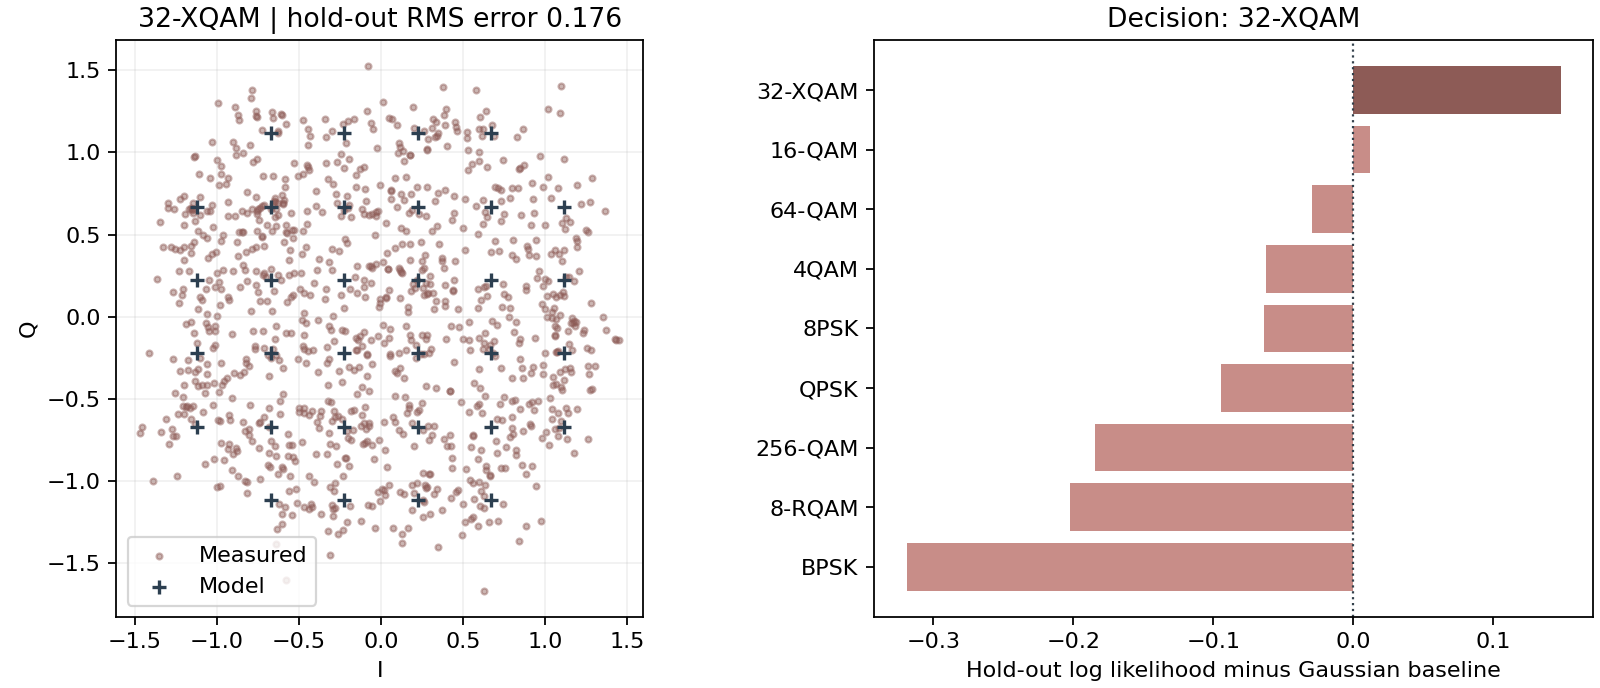 32-XQAM | hold-out RMS error 0.176
1.5
1.0
0.5
0.0
−0.5
−1.0
−1.5
Q
−1.5
−1.0
−0.5
0.0
0.5
1.0
1.5
I
Measured
Model
Decision: 32-XQAM
32-XQAM
16-QAM
64-QAM
4QAM
8PSK
QPSK
256-QAM
8-RQAM
BPSK
−0.3
−0.2
−0.1
0.0
0.1
Hold-out log likelihood minus Gaussian baseline